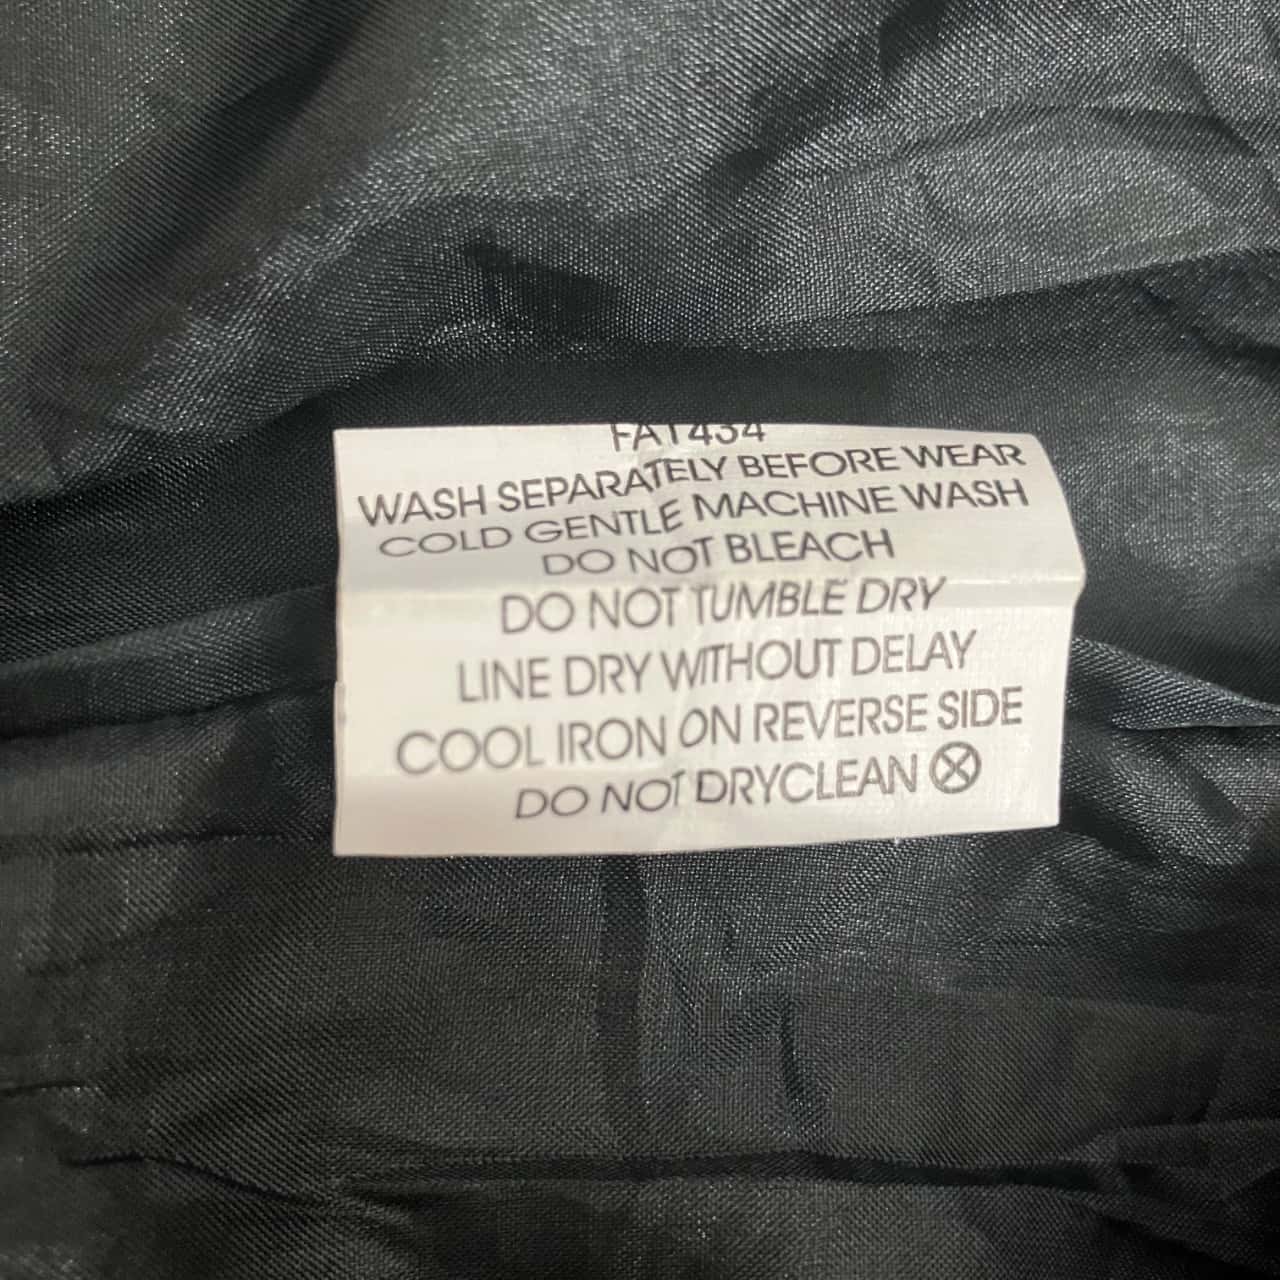 FA1434
WASH SEPARATELY BEFORE WEAR
COLD GENTLE MACHINE WASH
DO NOT BLEACH
DO NOT TUMBLE DRY
LINE DRY WITHOUT DELAY
COOL IRON ON REVERSE SIDE
DO NOT DRYCLEAN